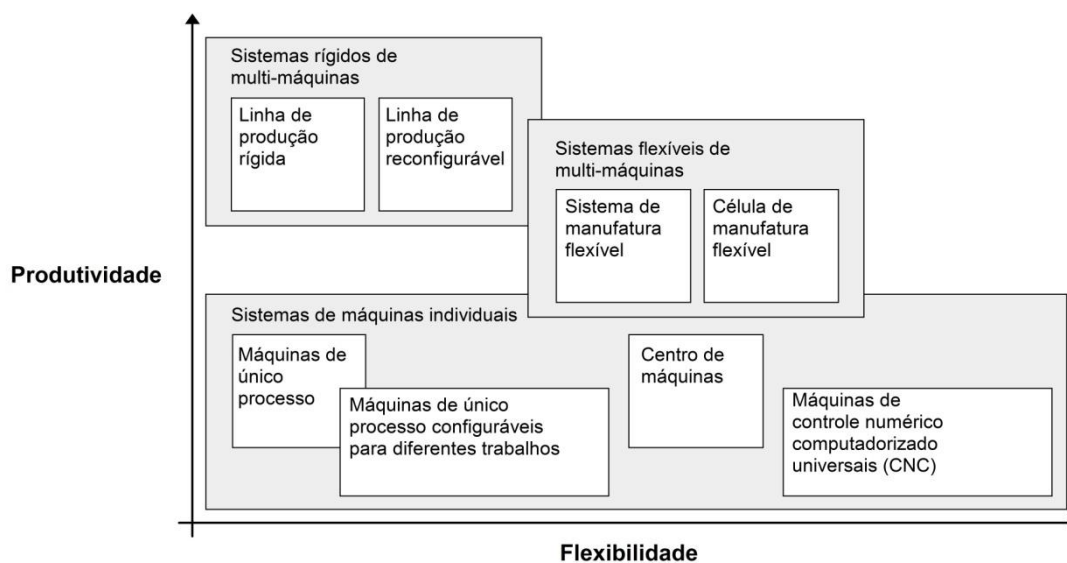 Sistemas rígidos de
multi-máquinas
Linha de
produção
rígida
Linha de
produção
reconfigurável
Sistemas flexíveis de
multi-máquinas
Sistema de
manufatura
flexível
Célula de
manufatura
flexível
Produtividade
Sistemas de máquinas individuais
Máquinas de
único
processo
Máquinas de único
processo configuráveis
para diferentes trabalhos
Centro de
máquinas
Máquinas de
controle numérico
computadorizado
universais (CNC)
Flexibilidade